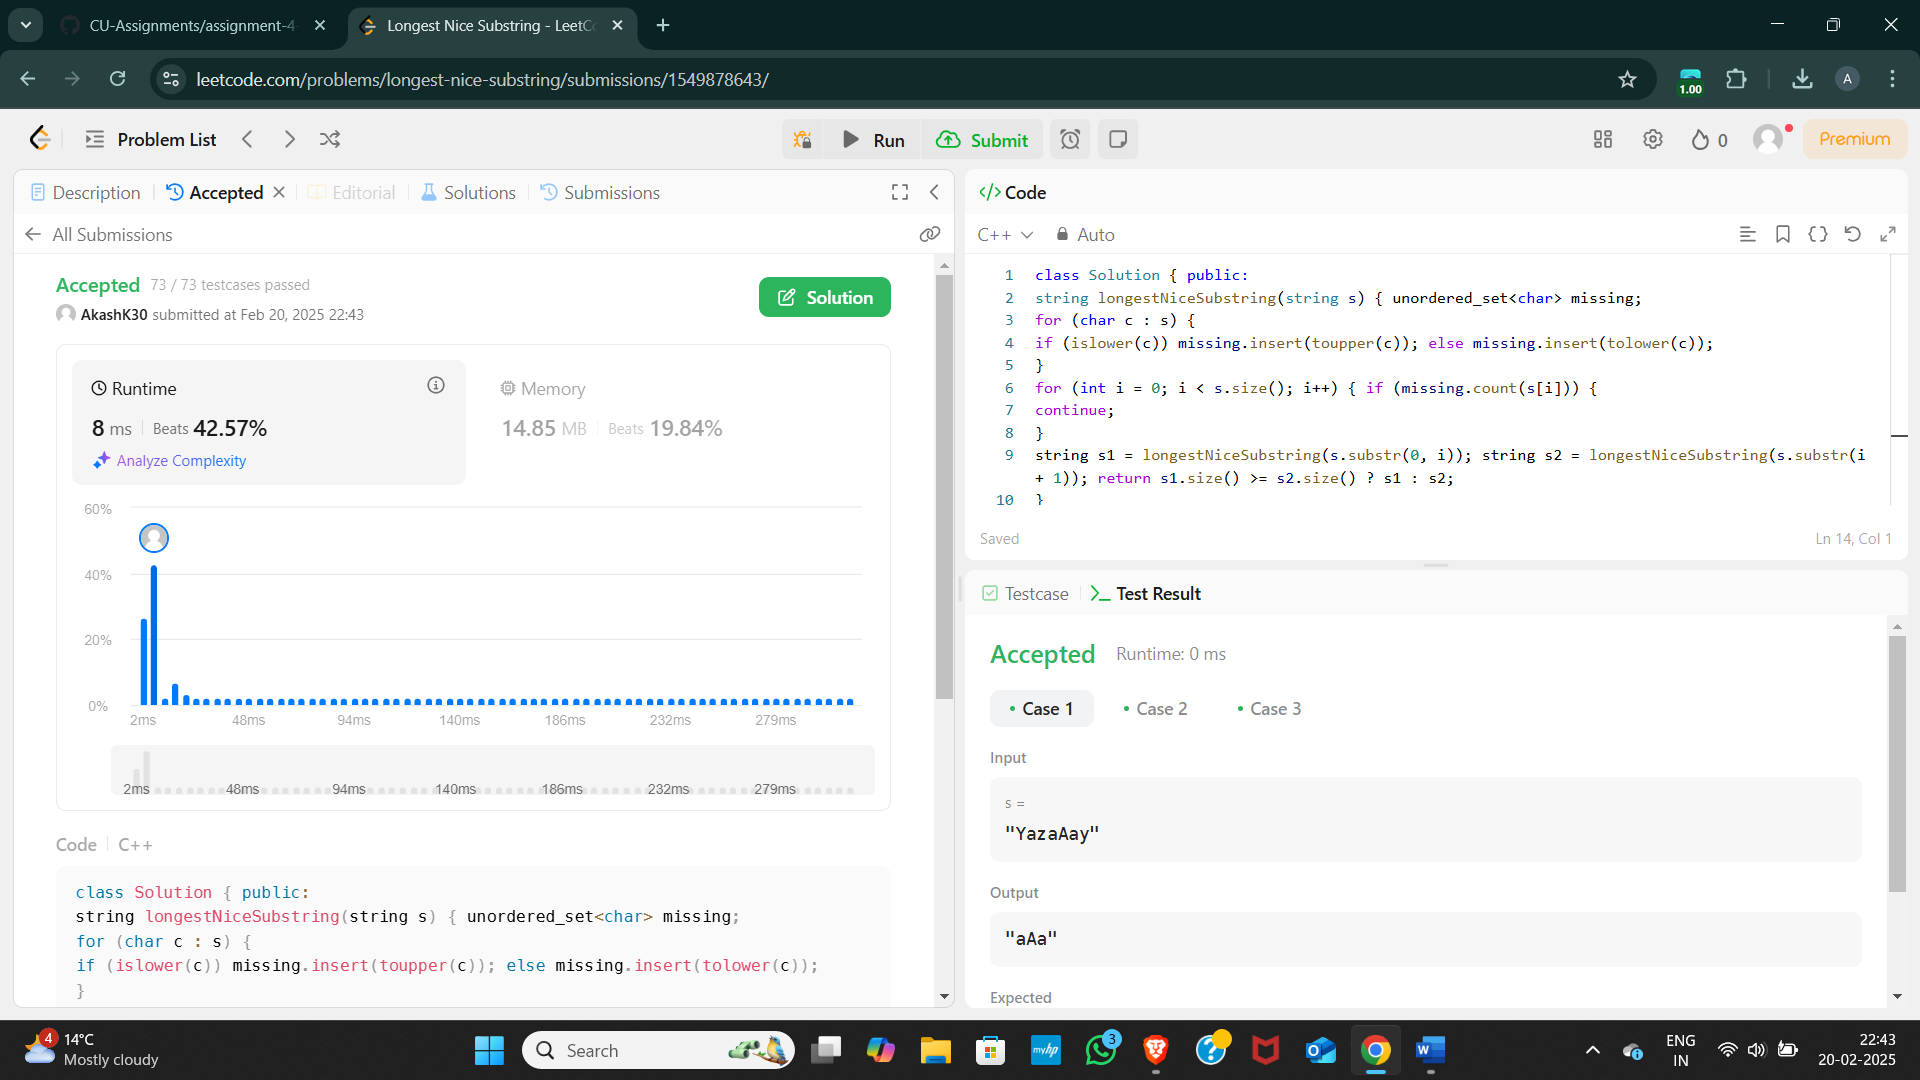 CU-Assignments/assignment-4
Longest Nice Substring - LeetCo
leetcode.com/problems/longest-nice-substring/submissions/1549878643/
1.00
A
Problem List
Run
Submit
0
Premium
Description
Accepted
Editorial
Solutions
Submissions
All Submissions
Accepted 73 / 73 testcases passed
AkashK30 submitted at Feb 20, 2025 22:43
Solution
Runtime
8 ms Beats 42.57%
Analyze Complexity
Memory
14.85 MB Beats 19.84%
60%
40%
20%
0%
2ms 48ms 94ms 140ms 186ms 232ms 279ms
2ms 48ms 94ms 140ms 186ms 232ms 279ms
Code C++
class Solution { public:
string longestNiceSubstring(string s) { unordered_set<char> missing;
for (char c : s) {
if (islower(c)) missing.insert(toupper(c)); else missing.insert(tolower(c));
}
</> Code
C++ Auto
1 class Solution { public:
2 string longestNiceSubstring(string s) { unordered_set<char> missing;
3 for (char c : s) {
4 if (islower(c)) missing.insert(toupper(c)); else missing.insert(tolower(c));
5 }
6 for (int i = 0; i < s.size(); i++) { if (missing.count(s[i])) {
7 continue;
8 }
9 string s1 = longestNiceSubstring(s.substr(0, i)); string s2 = longestNiceSubstring(s.substr(i
+ 1)); return s1.size() >= s2.size() ? s1 : s2;
10 }
Saved
Ln 14, Col 1
Testcase
Test Result
Accepted Runtime: 0 ms
Case 1
Case 2
Case 3
Input
s =
"YazaAay"
Output
"aAa"
Expected
4
14°C
Mostly cloudy
Search
myhp
3
W
ENG
IN
22:43
20-02-2025